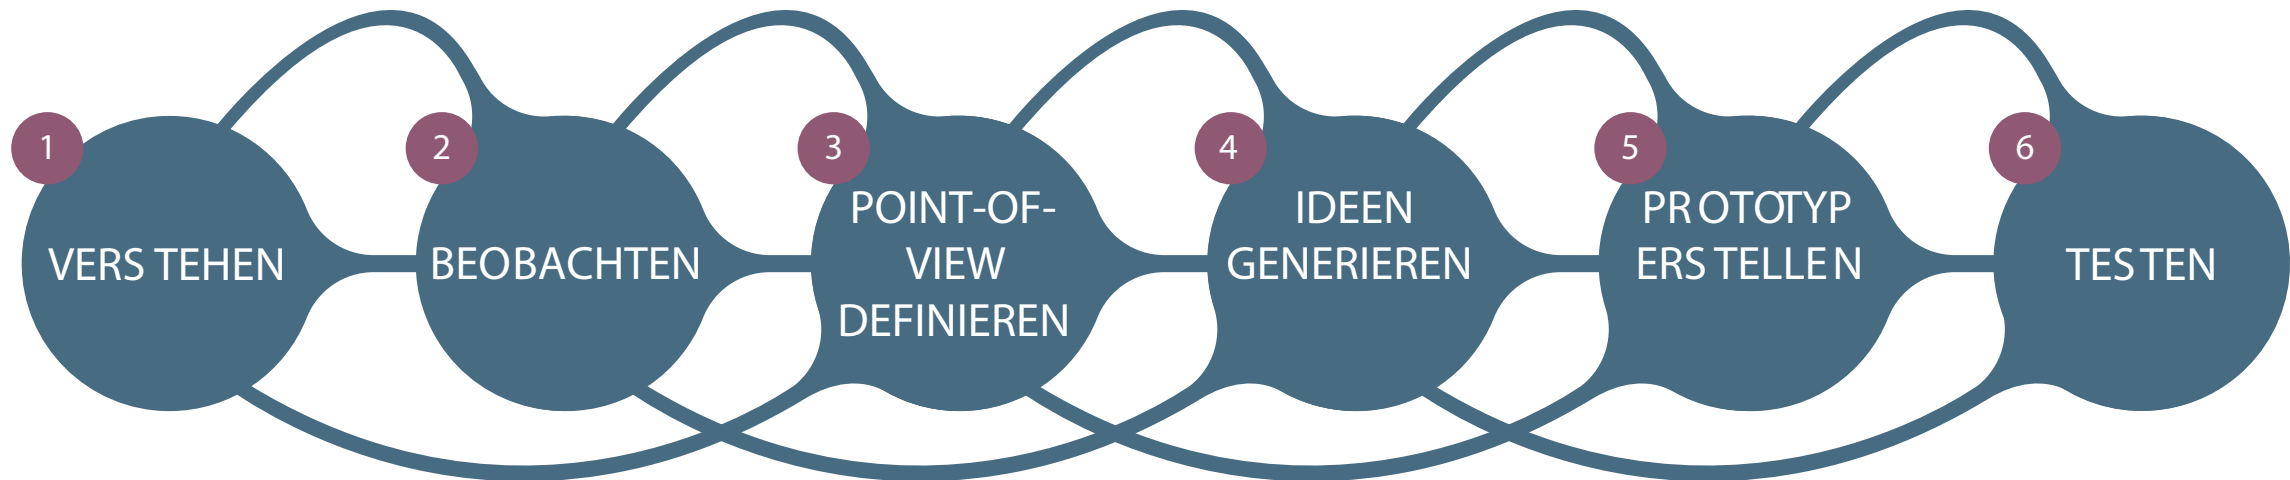 1
VERSTEHEN
2
BEOBACHTEN
3
POINT-OF-
VIEW
DEFINIEREN
4
IDEEN
GENERIEREN
5
PROTOTYP
ERSTELLEN
6
TESTEN